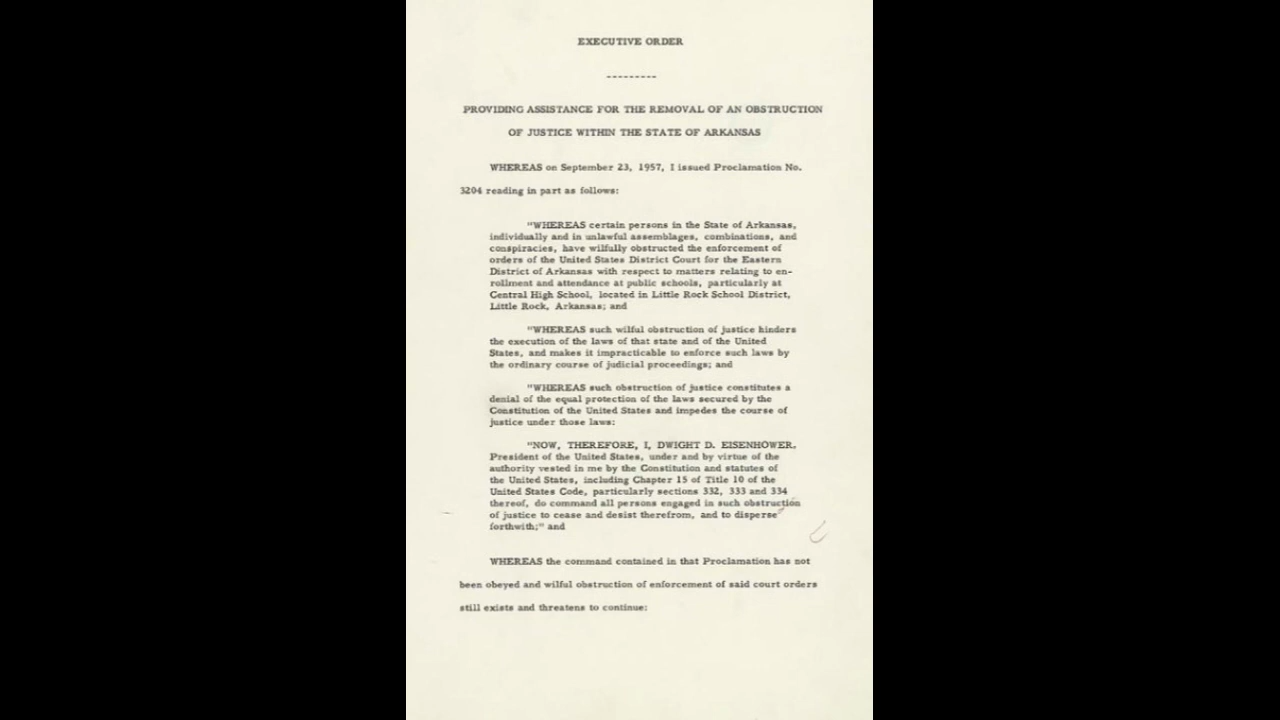 EXECUTIVE ORDER
---------
PROVIDING ASSISTANCE FOR THE REMOVAL OF AN OBSTRUCTION
OF JUSTICE WITHIN THE STATE OF ARKANSAS
WHEREAS on September 23, 1957, I issued Proclamation No.
3204 reading in part as follows:
"WHEREAS certain persons in the State of Arkansas,
individually and in unlawful assemblages, combinations, and
conspiracies, have wilfully obstructed the enforcement of
orders of the United States District Court for the Eastern
District of Arkansas with respect to matters relating to en-
rollment and attendance at public schools, particularly at
Central High School, located in Little Rock School District,
Little Rock, Arkansas; and
"WHEREAS such wilful obstruction of justice hinders
the execution of the laws of that state and of the United
States, and makes it impracticable to enforce such laws by
the ordinary course of judicial proceedings; and
"WHEREAS such obstruction of justice constitutes a
denial of the equal protection of the laws secured by the
Constitution of the United States and impedes the course of
justice under those laws:
"NOW, THEREFORE, I, DWIGHT D. EISENHOWER,
President of the United States, under and by virtue of the
authority vested in me by the Constitution and statutes of
the United States, including Chapter 15 of Title 10 of the
United States Code, particularly sections 332, 333 and 334
thereof, do command all persons engaged in such obstruction
of justice to cease and desist therefrom, and to disperse
forthwith;" and
WHEREAS the command contained in that Proclamation has not
been obeyed and wilful obstruction of enforcement of said court orders
still exists and threatens to continue: